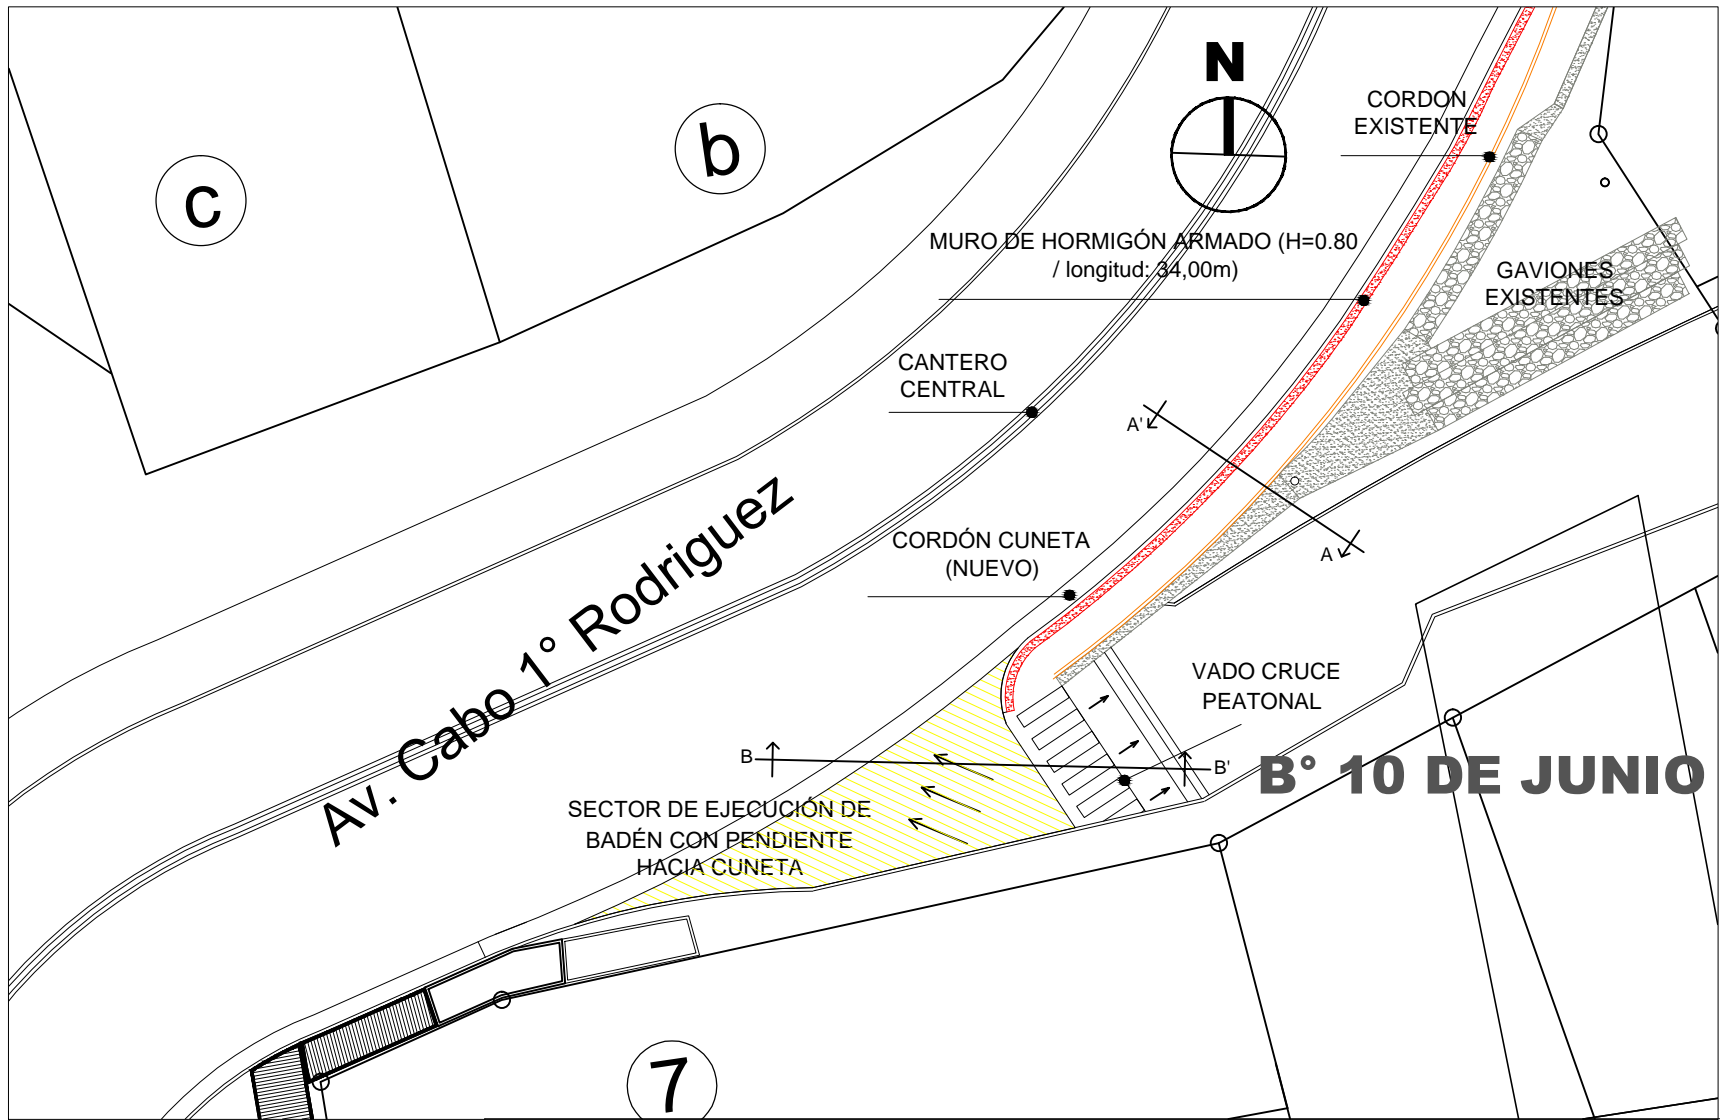 N
CORDON
EXISTENTE
b
c
MURO DE HORMIGÓN ARMADO (H=0.80
/ longitud: 34,00m)
GAVIONES
EXISTENTES
CANTERO
CENTRAL
A'
A
CORDÓN CUNETA
(NUEVO)
Av. Cabo 1° Rodriguez
VADO CRUCE
PEATONAL
B
B'
B° 10 DE JUNIO
SECTOR DE EJECUCIÓN DE
BADÉN CON PENDIENTE
HACIA CUNETA
7